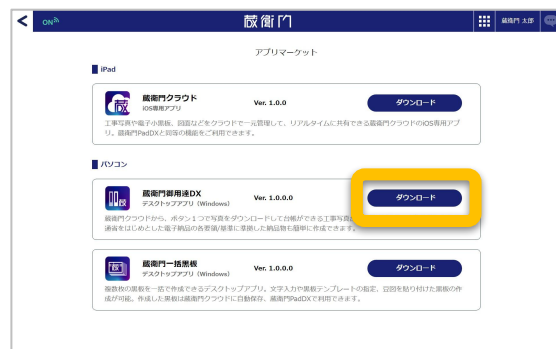 ON
蔵衛門
蔵衛門 太郎
アプリマーケット
iPad
蔵衛門クラウド
iOS専用アプリ
Ver. 1.0.0
ダウンロード
工事写真や電子小黒板、図面などをクラウドで一元管理して、リアルタイムに共有できる蔵衛門クラウドのiOS専用アプ
リ。蔵衛門PadDXと同等の機能をご利用できます。
パソコン
蔵衛門御用達DX
デスクトップアプリ (Windows)
Ver. 1.0.0.0
ダウンロード
蔵衛門クラウドから、ボタン1つで写真をダウンロードして台帳ができる工事写真
通省をはじめとした電子納品の各要領/基準に準拠した納品物も簡単に作成できます。
蔵衛門一括黒板
デスクトップアプリ (Windows)
Ver. 1.0.0.0
ダウンロード
複数枚の黒板を一括で作成できるデスクトップアプリ。文字入力や黒板テンプレートの指定、豆図を貼り付けた黒板の作
成が可能。作成した黒板は蔵衛門クラウドに自動保存、蔵衛門PadDXで利用できます。